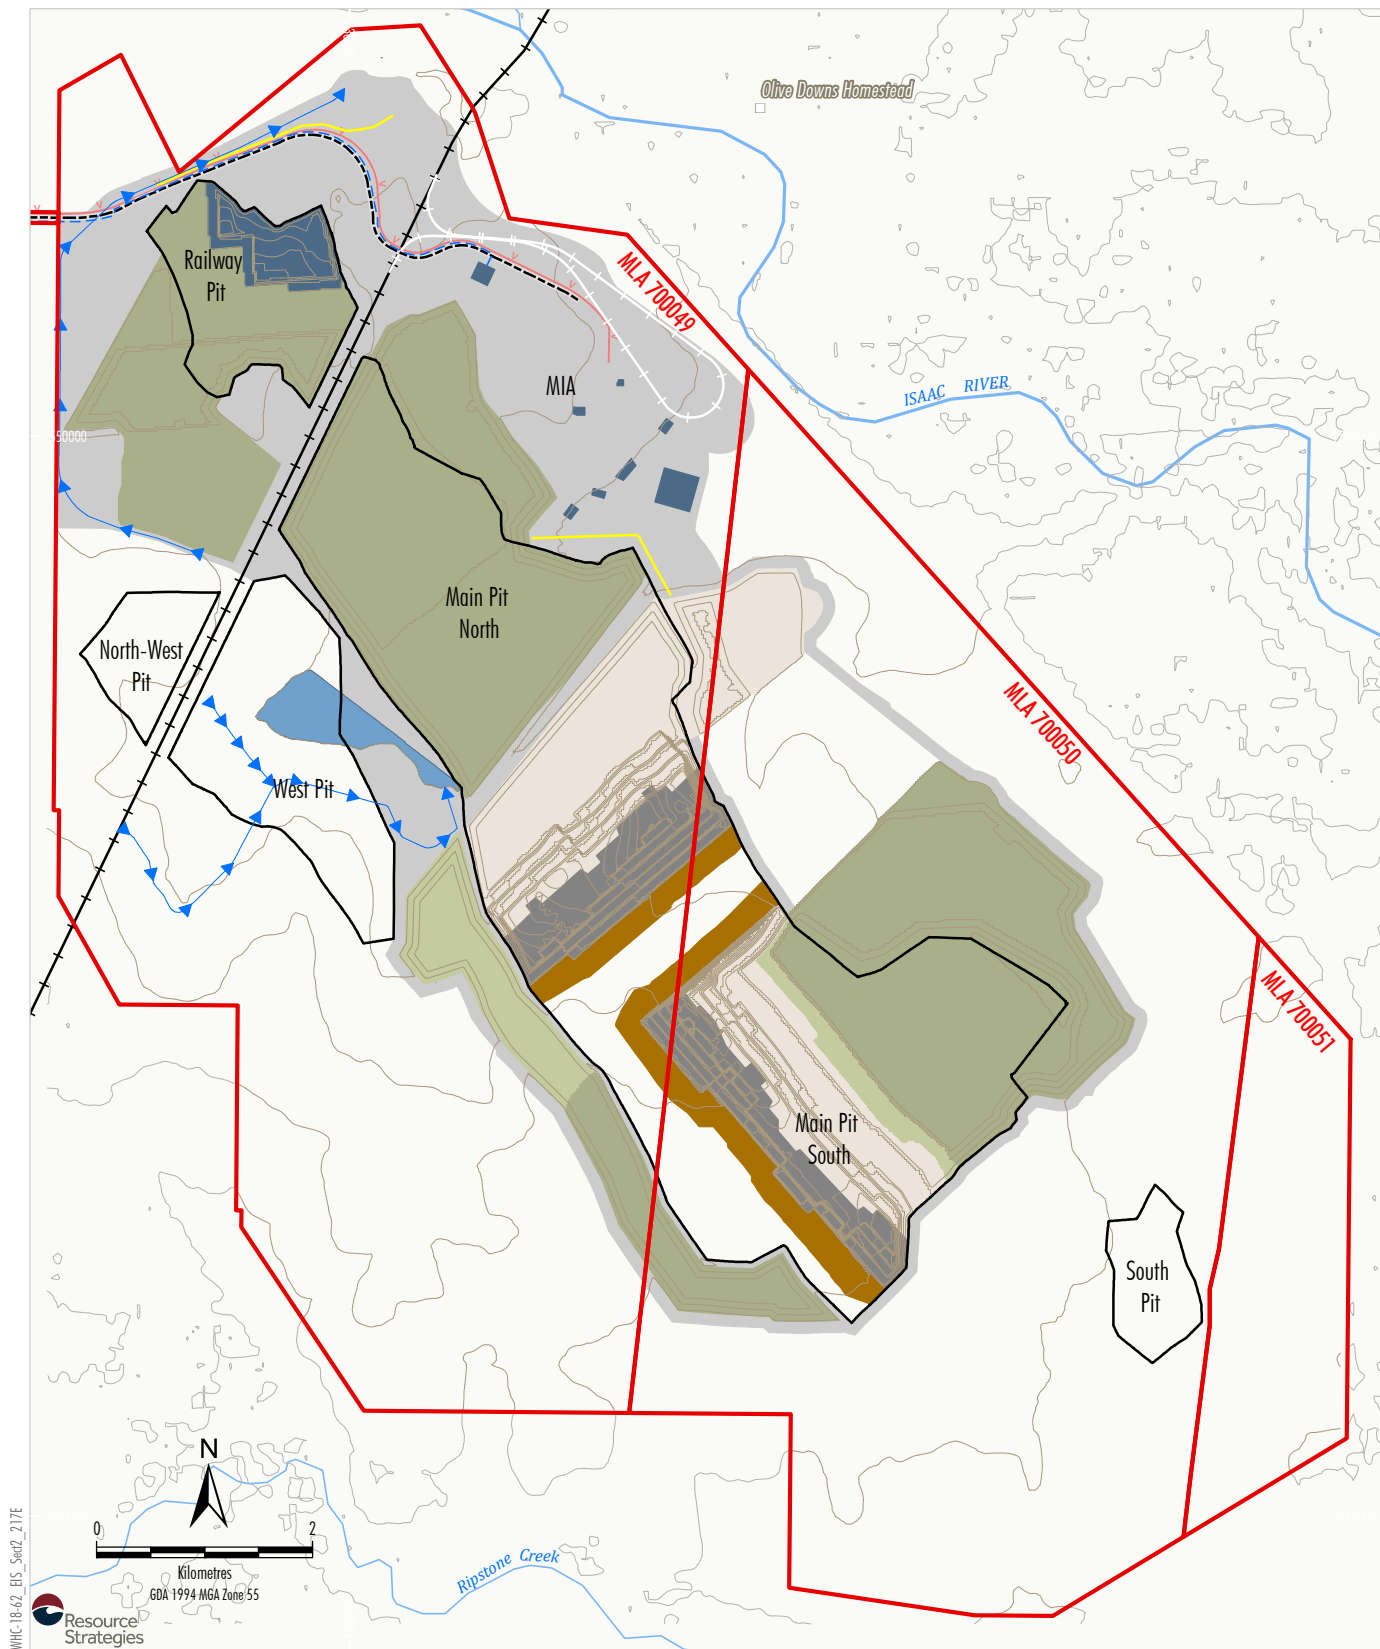 Olive Downs Homestead
MLA 700049
ISAAC RIVER
Railway
Pit
MIA
50000
Main Pit
North
North-West
Pit
MLA 700050
West Pit
MLA 700051
Main Pit
South
South
Pit
N
0 2
Kilometres
GDA 1994 MGA Zone 55
Ripstone Creek
WHC-18-62_EIS_Sect2_217E
Resource
Strategies